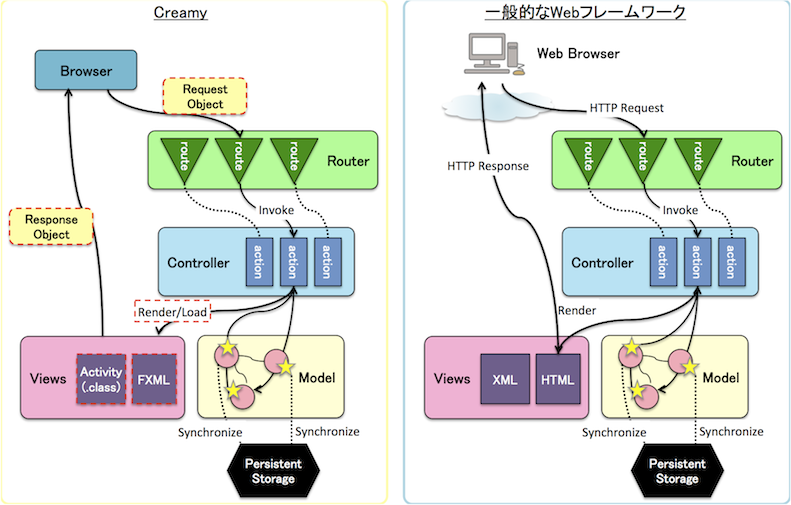 Creamy
Browser
Request
Object
route
route
route
Router
Invoke
Response
Object
Controller
action
action
action
Render/Load
Views
Activity
(.class)
FXML
Model
Synchronize
Synchronize
Persistent
Storage
一般的なWebフレームワーク
Web Browser
HTTP Request
HTTP Response
route
route
route
Router
Invoke
Controller
action
action
action
Render
Views
XML
HTML
Model
Synchronize
Synchronize
Persistent
Storage